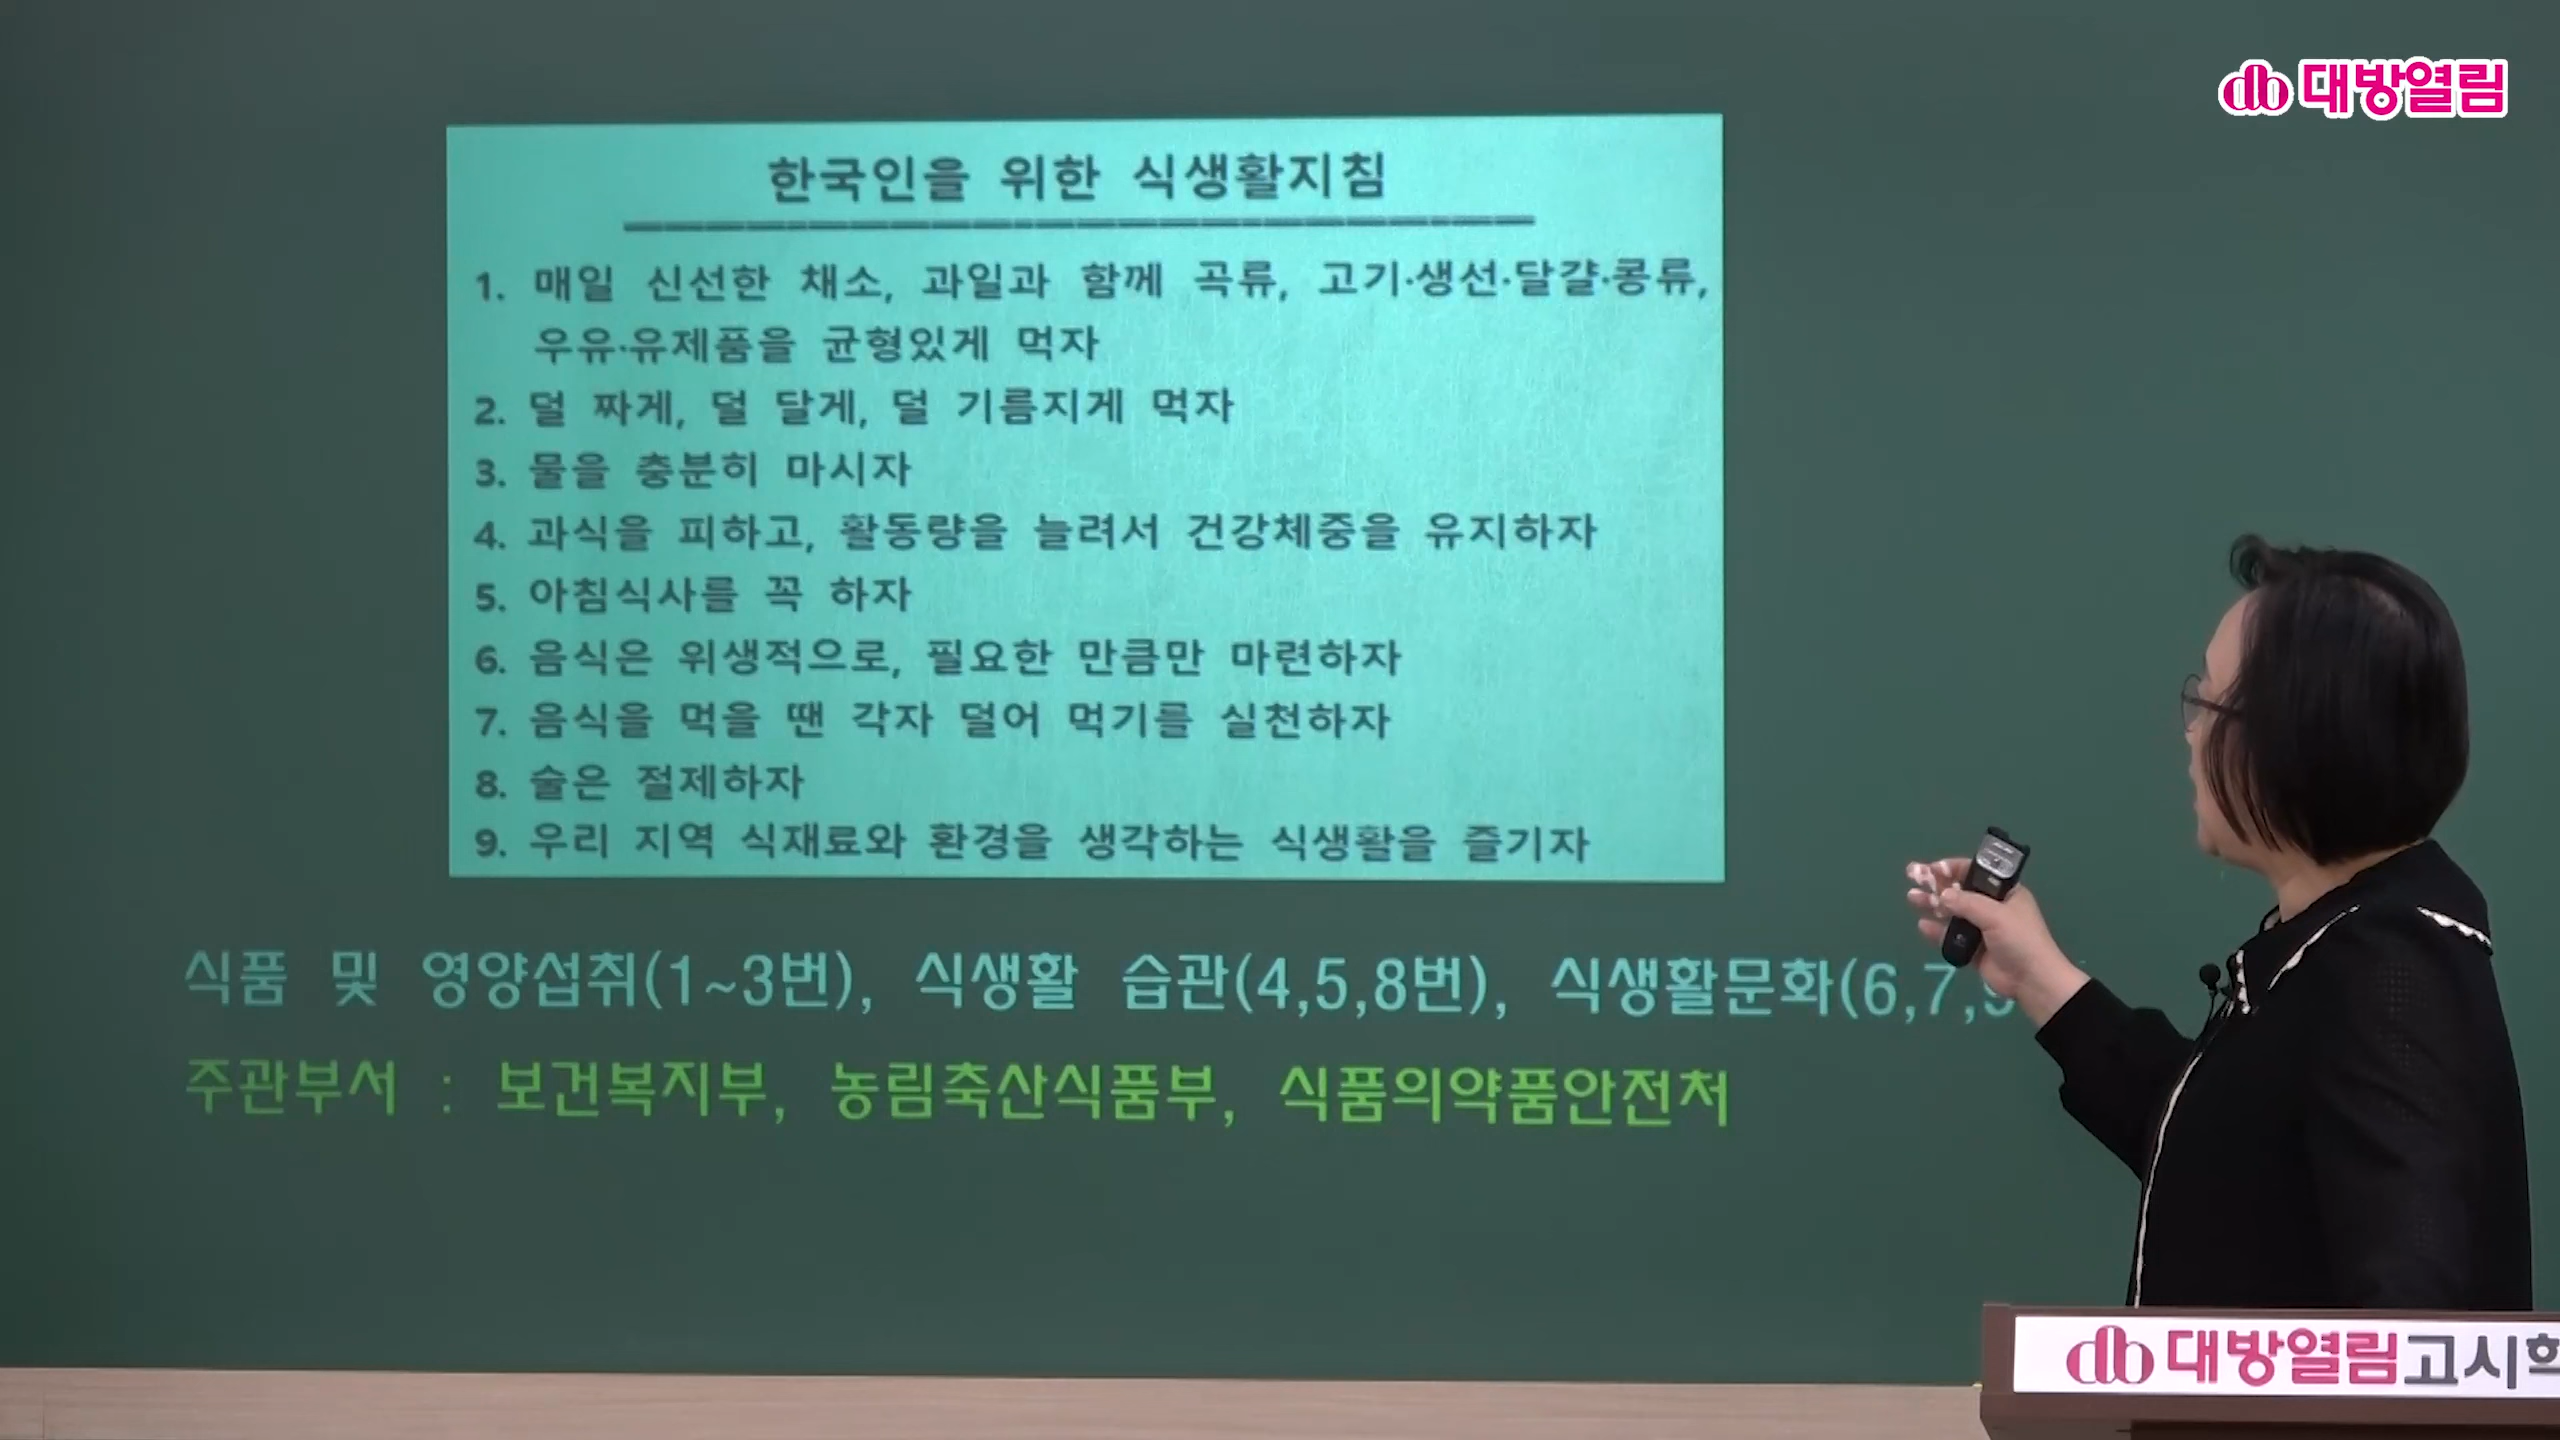 대방열림
한국인을 위한 식생활지침
1. 매일 신선한 채소, 과일과 함께 곡류, 고기·생선·달걀·콩류,
우유·유제품을 균형있게 먹자
2. 덜 짜게, 덜 달게, 덜 기름지게 먹자
3. 물을 충분히 마시자
4. 과식을 피하고, 활동량을 늘려서 건강체중을 유지하자
5. 아침식사를 꼭 하자
6. 음식은 위생적으로, 필요한 만큼만 마련하자
7. 음식을 먹을 땐 각자 덜어 먹기를 실천하자
8. 술은 절제하자
9. 우리 지역 식재료와 환경을 생각하는 식생활을 즐기자
식품 및 영양섭취(1~3번), 식생활 습관(4,5,8번), 식생활문화(6,7,9
주관부서 : 보건복지부, 농림축산식품부, 식품의약품안전처
대방열림고시학